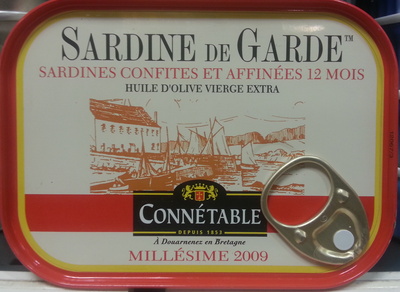 SARDINE DE GARDE™
SARDINES CONFITES ET AFFINÉES 12 MOIS
HUILE D'OLIVE VIERGE EXTRA
CONNÉTABLE
DEPUIS 1853
À Douarnenez en Bretagne
MILLÉSIME 2009